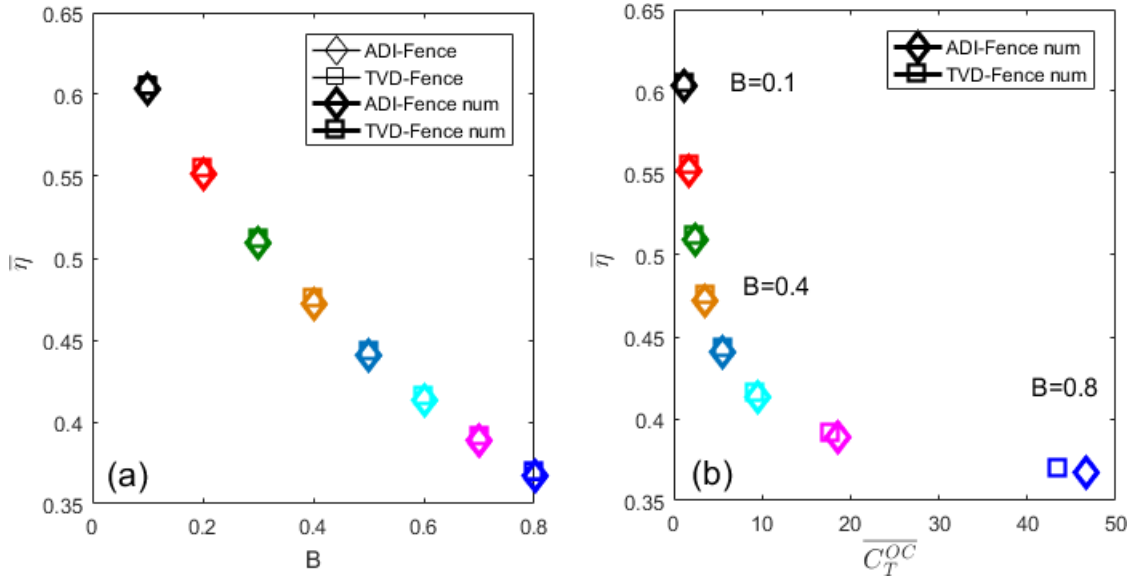 0.65
0.6
0.55
0.5
0.45
0.4
0.35
η̅
0
0.2
0.4
0.6
0.8
B
(a)
ADI-Fence
TVD-Fence
ADI-Fence num
TVD-Fence num
0.65
0.6
0.55
0.5
0.45
0.4
0.35
η̅
0
10
20
30
40
50
\overline{C_T^{OC}}
(b)
ADI-Fence num
TVD-Fence num
B=0.1
B=0.4
B=0.8